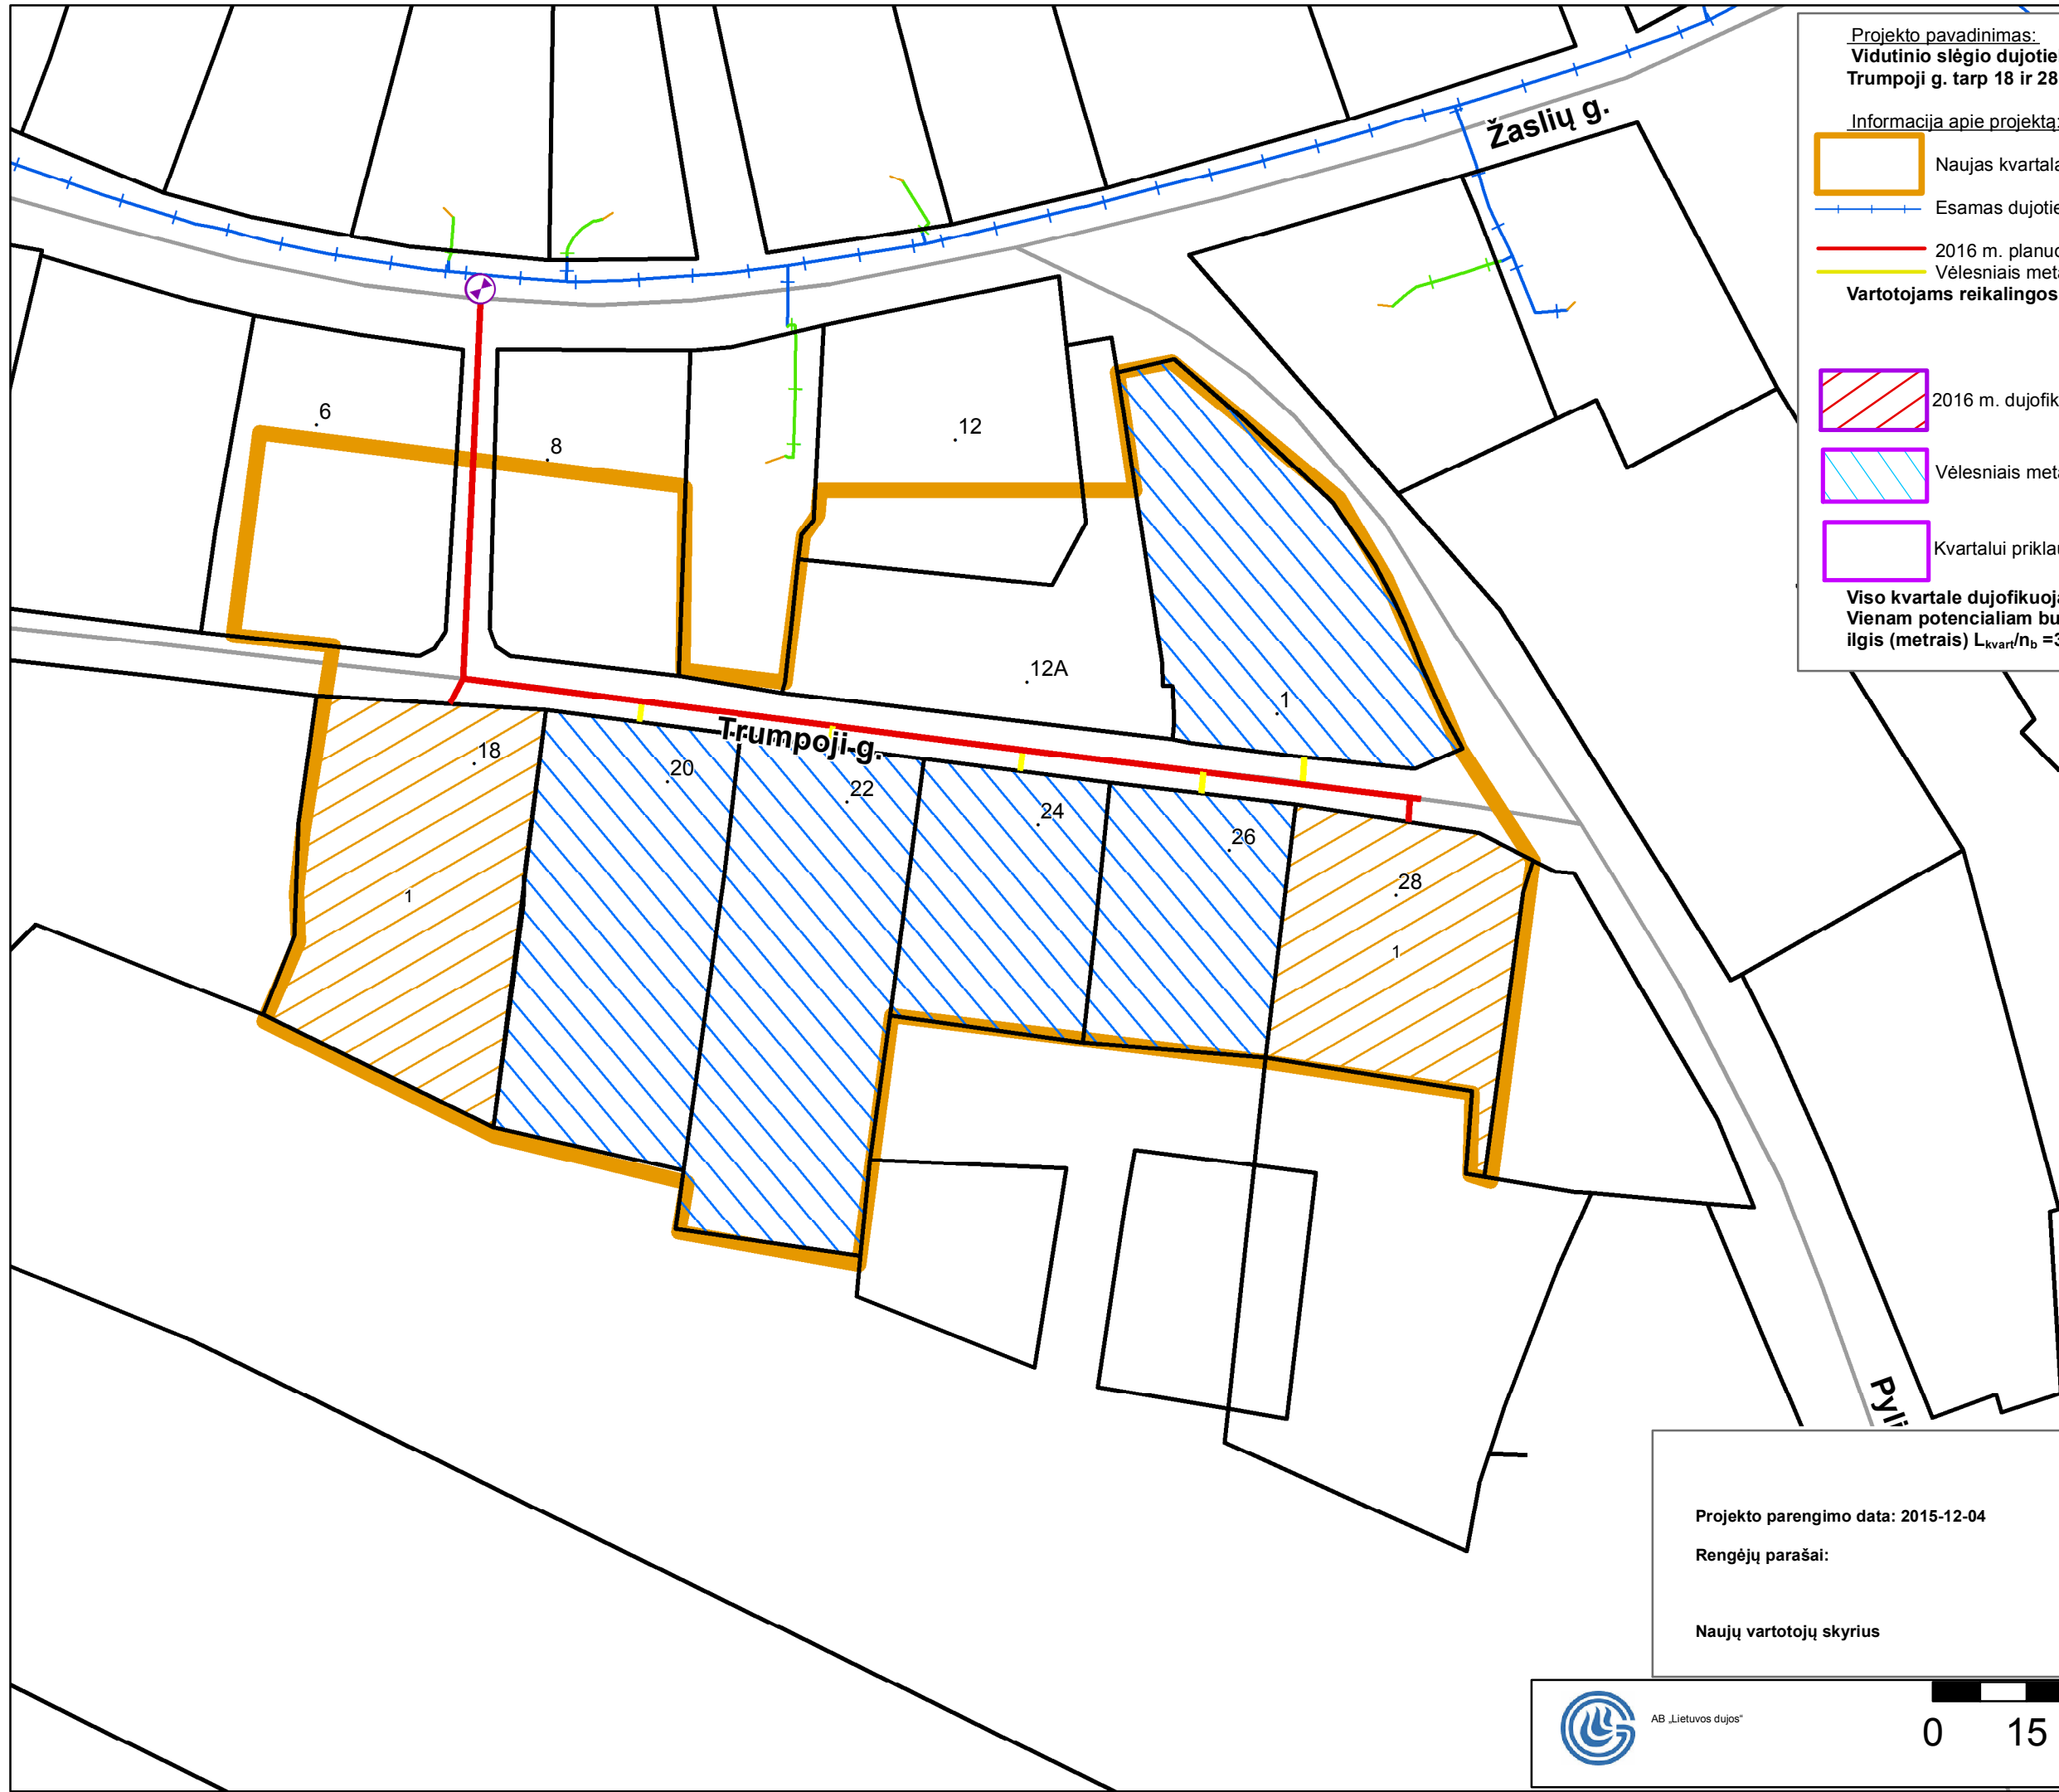 Projekto pavadinimas:
Vidutinio slėgio dujotie
Trumpoji g. tarp 18 ir 28
Informacija apie projektą:
Naujas kvartala
Esamas dujotie
2016 m. planuo
Vėlesniais meta
Vartotojams reikalingos
2016 m. dujofik
Vėlesniais meta
Kvartalui priklau
Viso kvartale dujofikuoja
Vienam potencialiam bu
ilgis (metrais) Lkvart/nb =3
Žaslių g.
6
8
12
12A
1
Trumpoji g.
18
20
22
24
26
28
1
1
Pyli
Projekto parengimo data: 2015-12-04
Rengėjų parašai:
Naujų vartotojų skyrius
AB „Lietuvos dujos“
0 15